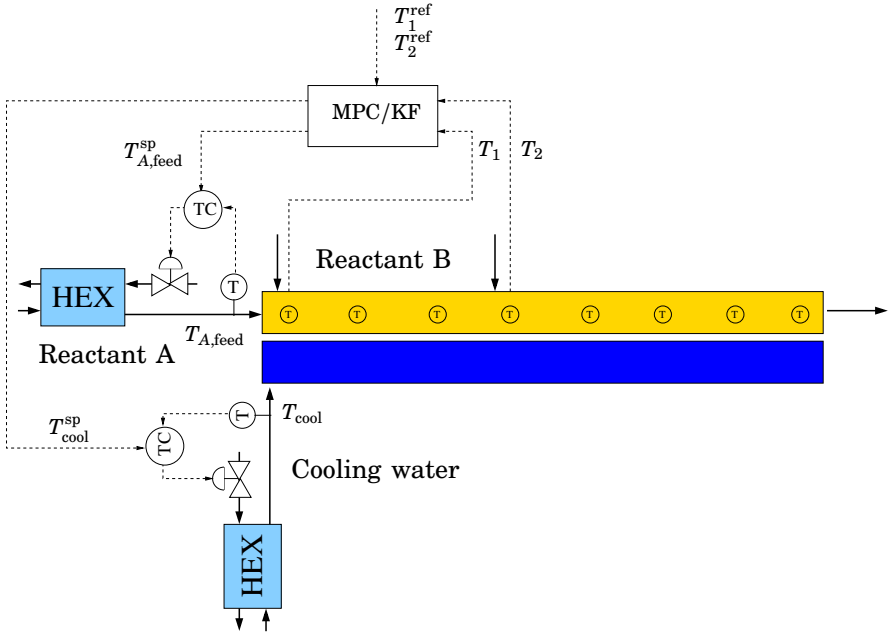 T_1^ref
T_2^ref
MPC/KF
T_A,feed^sp
T_1
T_2
TC
Reactant B
T
HEX
T T T T T T T T
T_A,feed
Reactant A
T_cool^sp
T
T_cool
TC
Cooling water
HEX